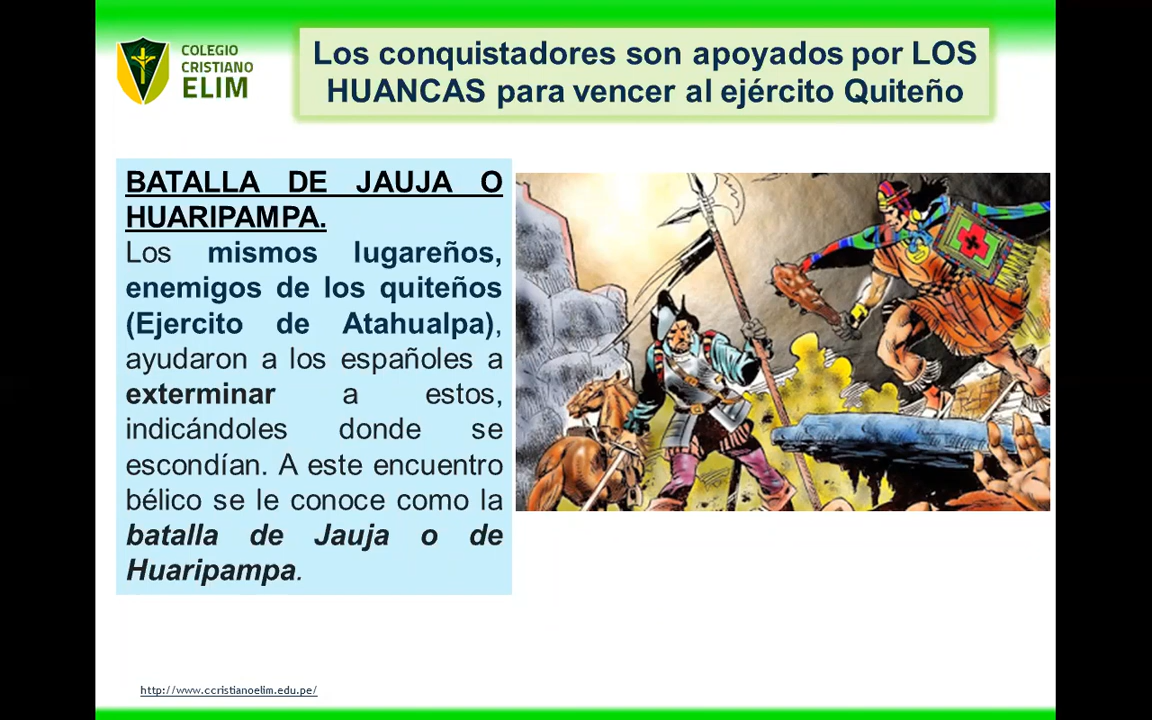 COLEGIO
CRISTIANO
ELIM
Los conquistadores son apoyados por LOS
HUANCAS para vencer al ejército Quiteño
BATALLA DE JAUJA O
HUARIPAMPA.
Los mismos lugareños,
enemigos de los quiteños
(Ejercito de Atahualpa),
ayudaron a los españoles a
exterminar a estos,
indicándoles donde se
escondían. A este encuentro
bélico se le conoce como la
batalla de Jauja o de
Huaripampa.
http://www.ccristianoelim.edu.pe/